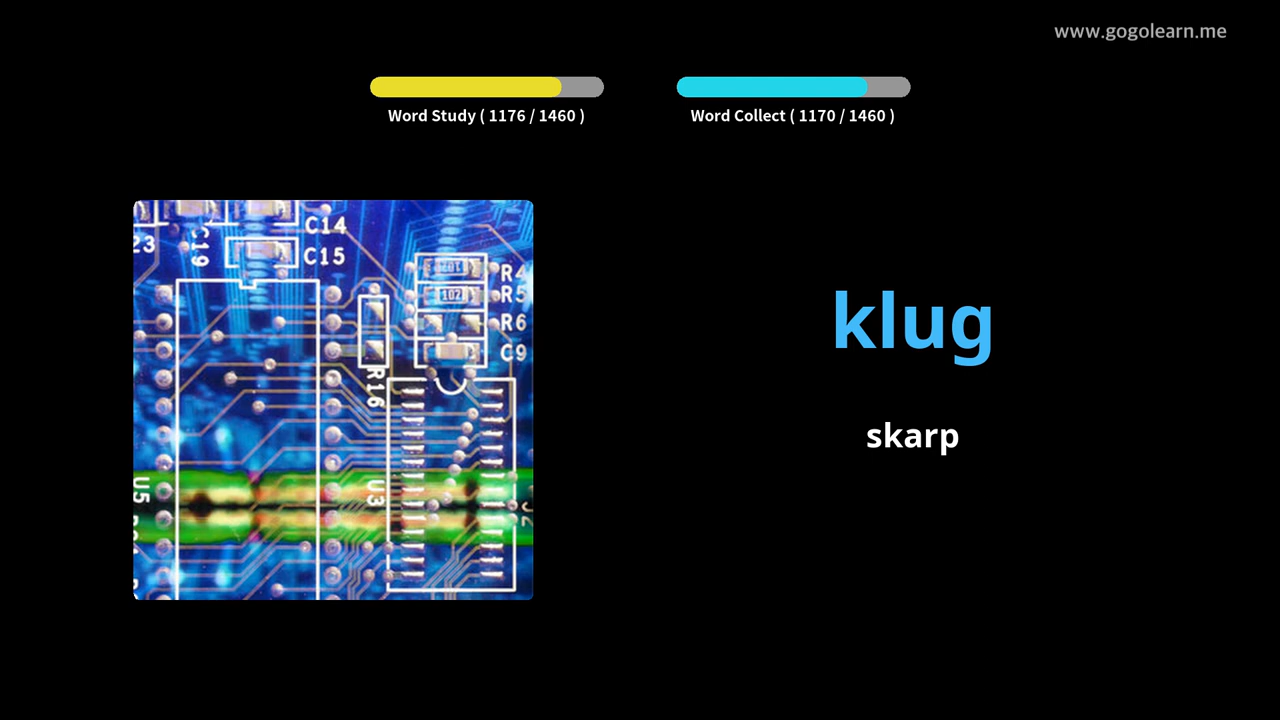 www.gogolearn.me
Word Study ( 1176 / 1460 )
Word Collect ( 1170 / 1460 )
klug
skarp
C14
23
C19
C15
R4
R5
102
R6
C9
R16
U5
U3